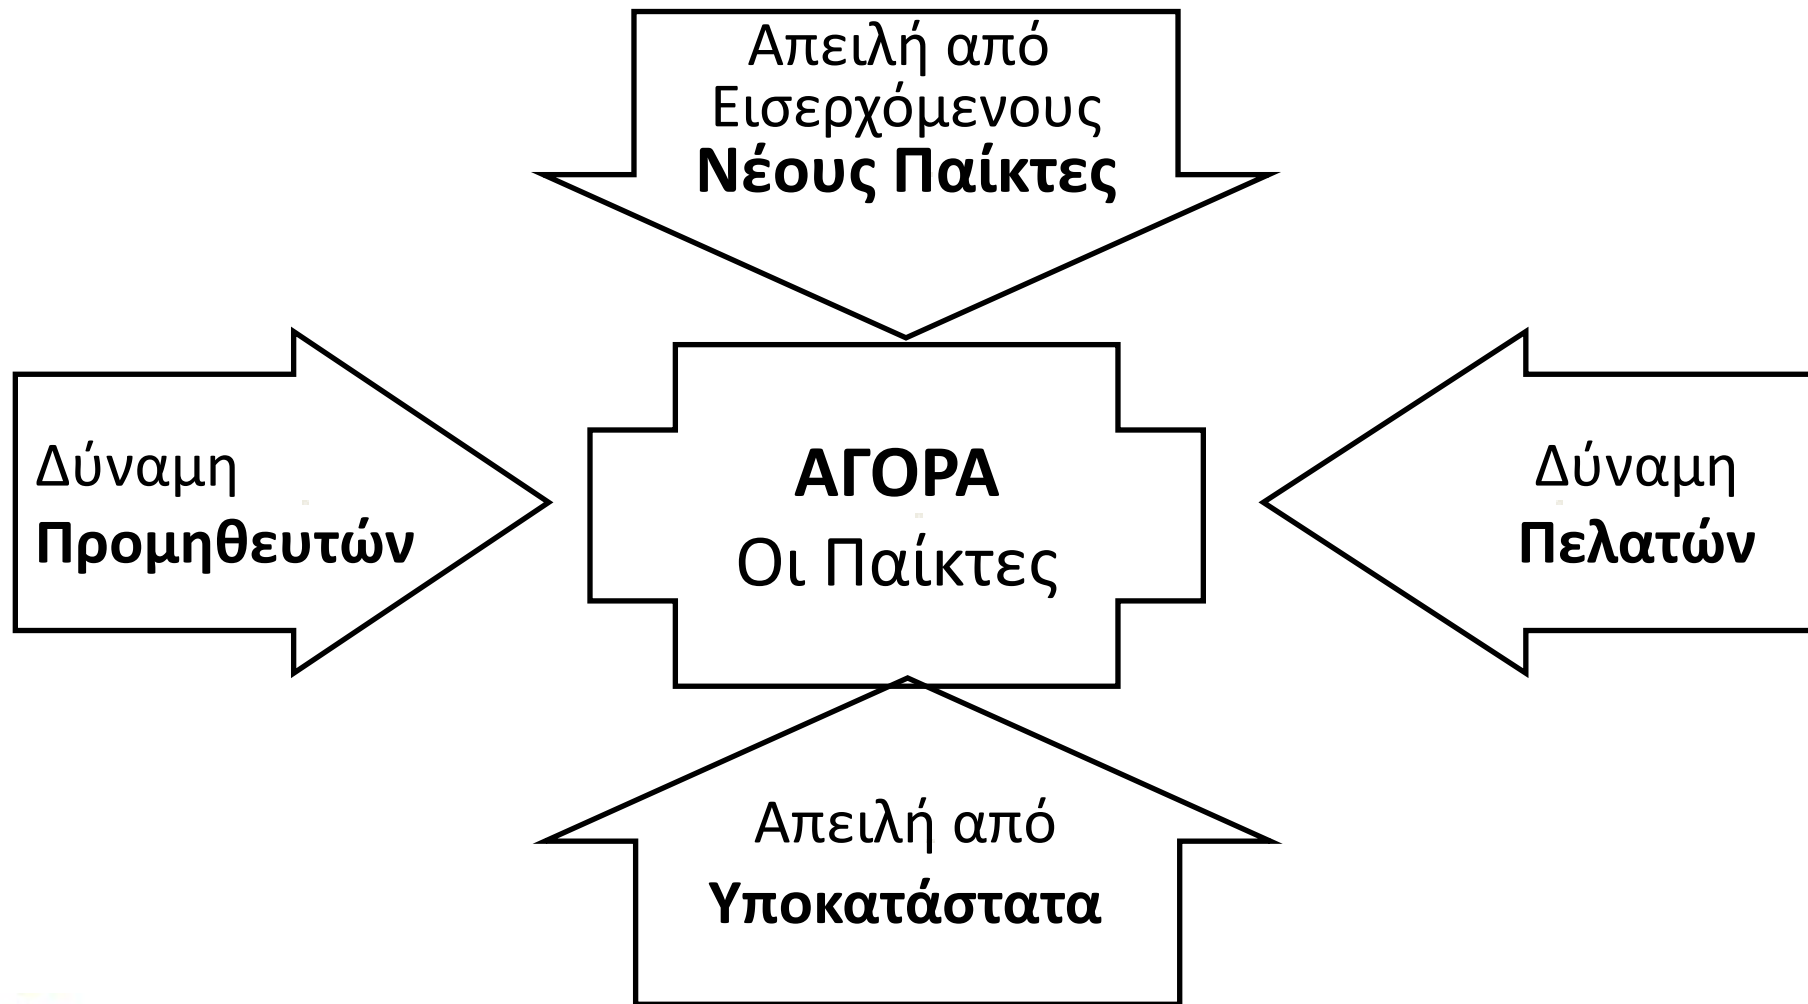 Απειλή από
Εισερχόμενους
Νέους Παίκτες
Δύναμη
Προμηθευτών
ΑΓΟΡΑ
Οι Παίκτες
Δύναμη
Πελατών
Απειλή από
Υποκατάστατα